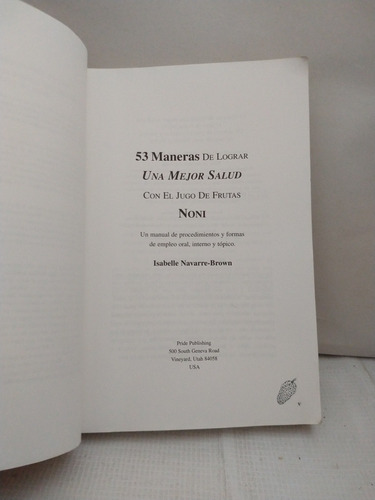 53 Maneras De Lograr
Una Mejor Salud
Con El Jugo De Frutas
Noni
Un manual de procedimientos y formas
de empleo oral, interno y tópico.
Isabelle Navarre-Brown
Pride Publishing
500 South Geneva Road
Vineyard, Utah 84058
USA